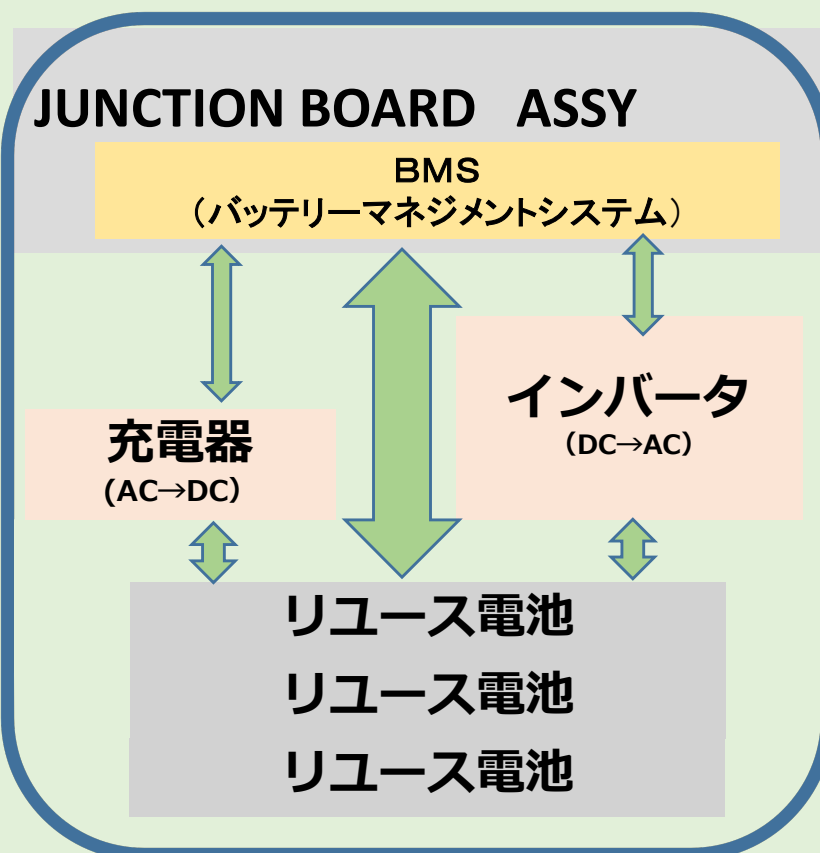 JUNCTION BOARD ASSY
BMS
（バッテリーマネジメントシステム）
インバータ
（DC→AC）
充電器
(AC→DC）
リユース電池
リユース電池
リユース電池